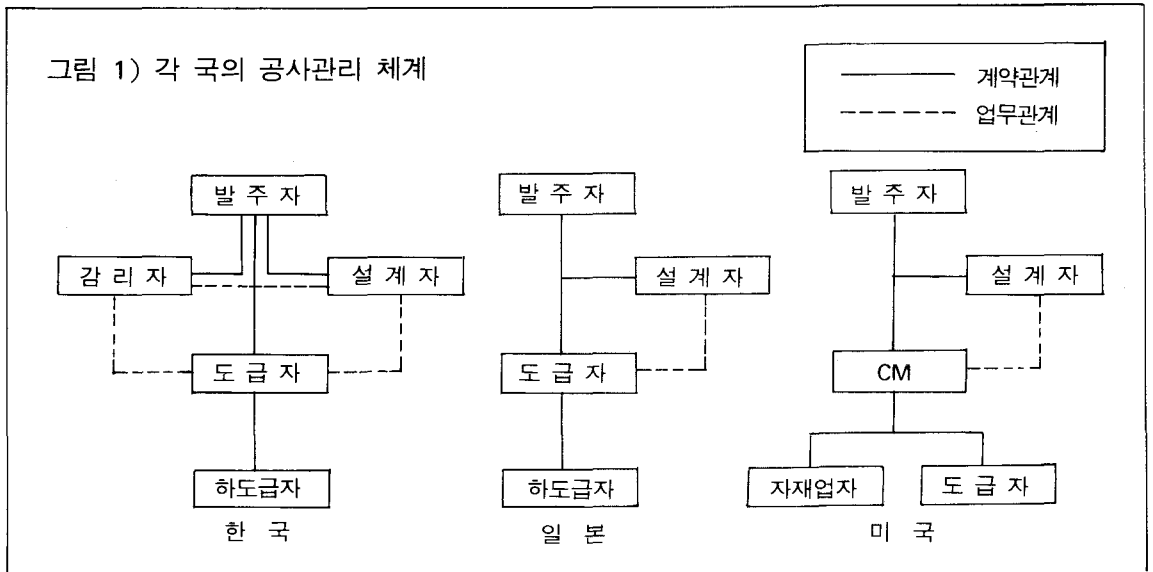 그림 1) 각 국의 공사관리 체계
계약관계
업무관계
발 주 자
감 리 자
설 계 자
도 급 자
하도급자
한 국
발 주 자
설 계 자
도 급 자
하도급자
일 본
발 주 자
설 계 자
CM
자재업자
도 급 자
미 국